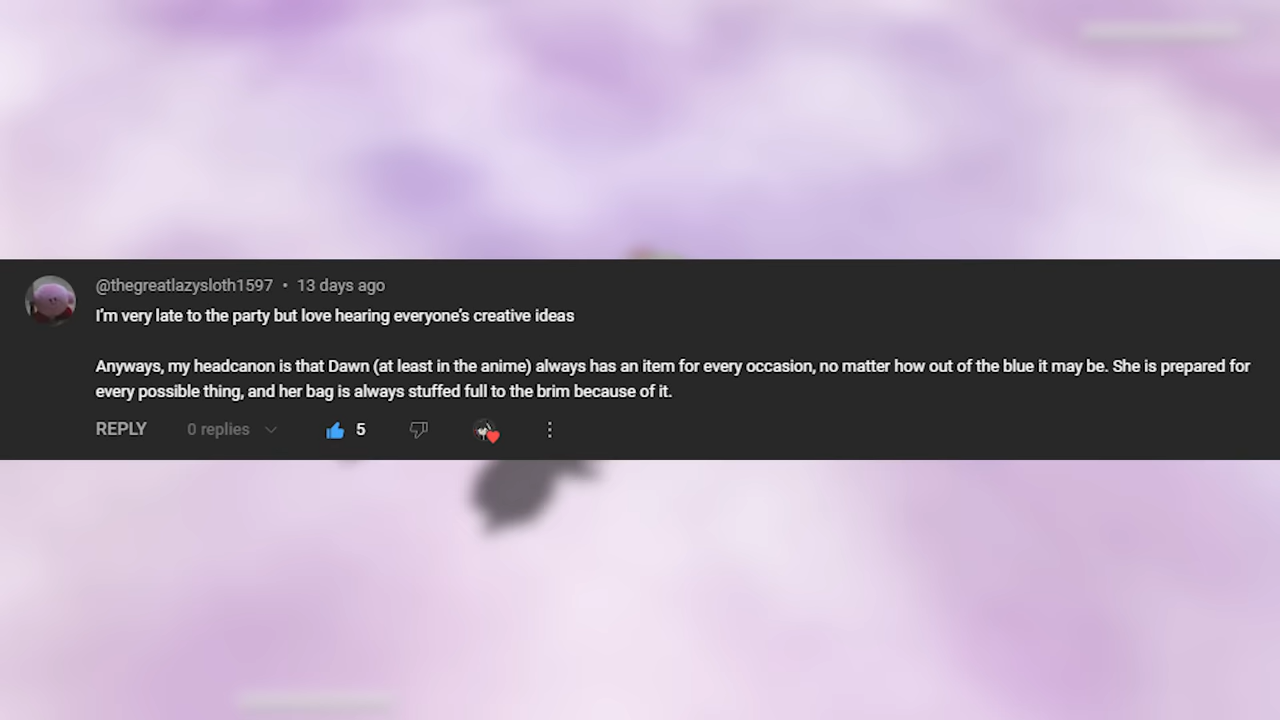 @thegreatlazysloth1597 • 13 days ago
I'm very late to the party but love hearing everyone's creative ideas
Anyways, my headcanon is that Dawn (at least in the anime) always has an item for every occasion, no matter how out of the blue it may be. She is prepared for
every possible thing, and her bag is always stuffed full to the brim because of it.
REPLY 0 replies 5